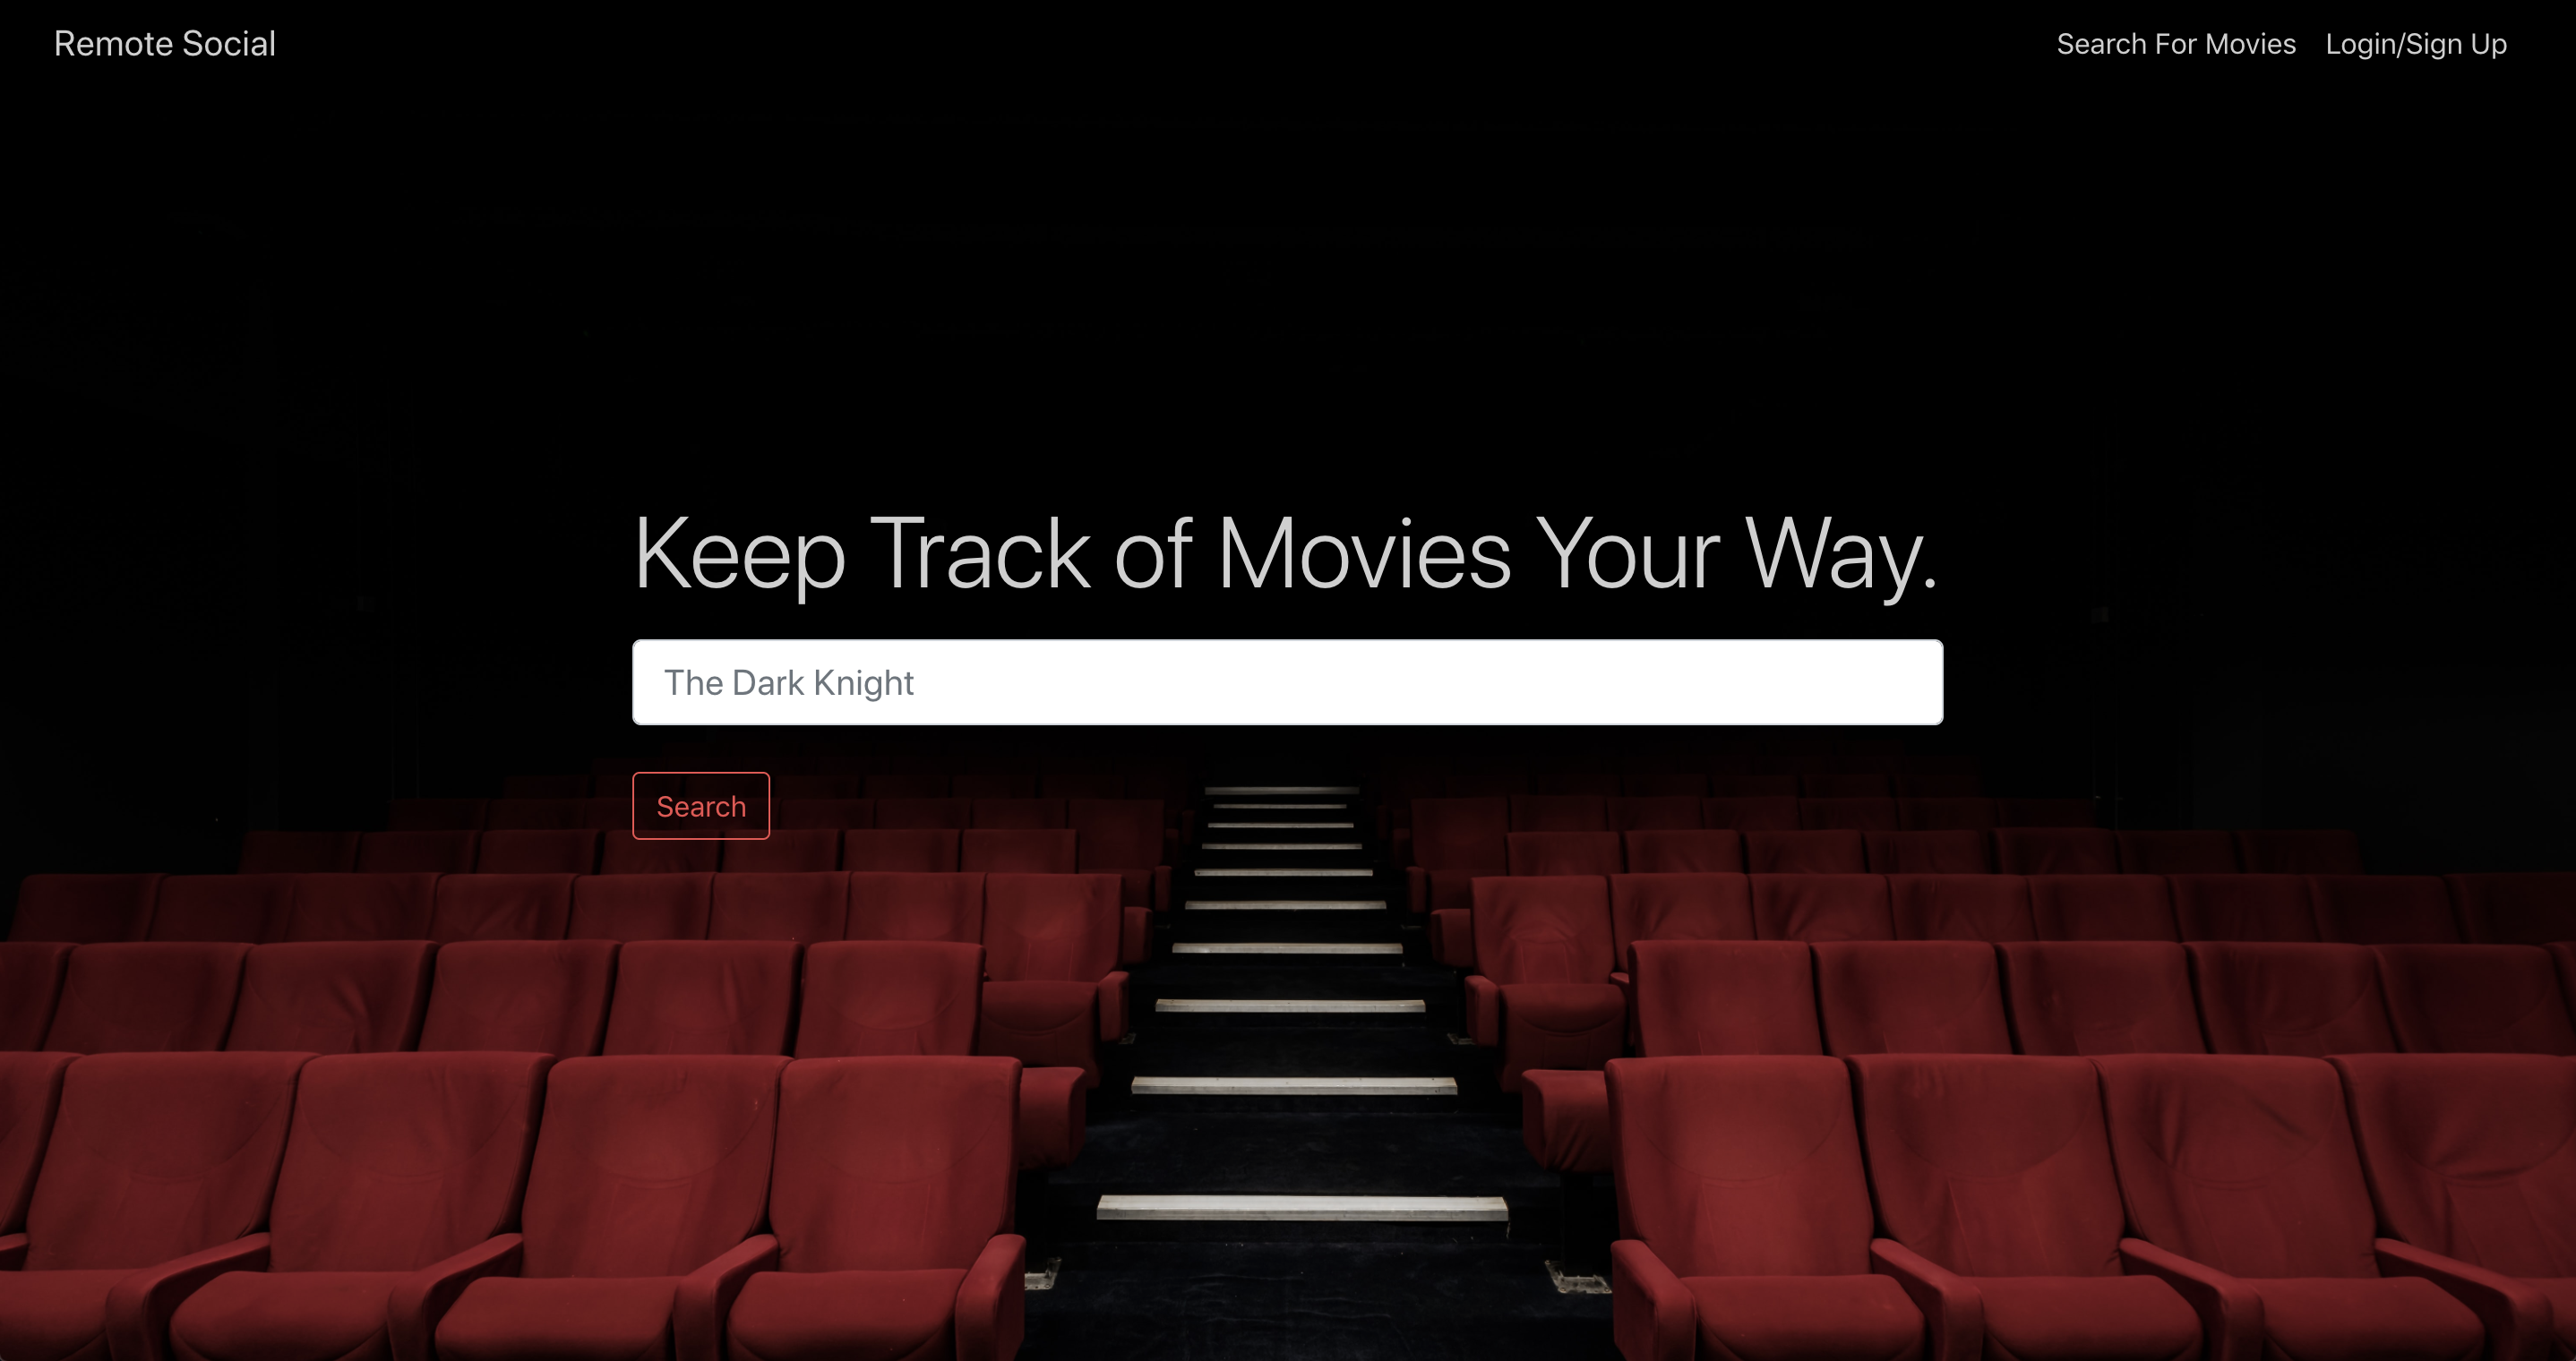 Remote Social
Search For Movies
Login/Sign Up
Keep Track of Movies Your Way.
The Dark Knight
Search